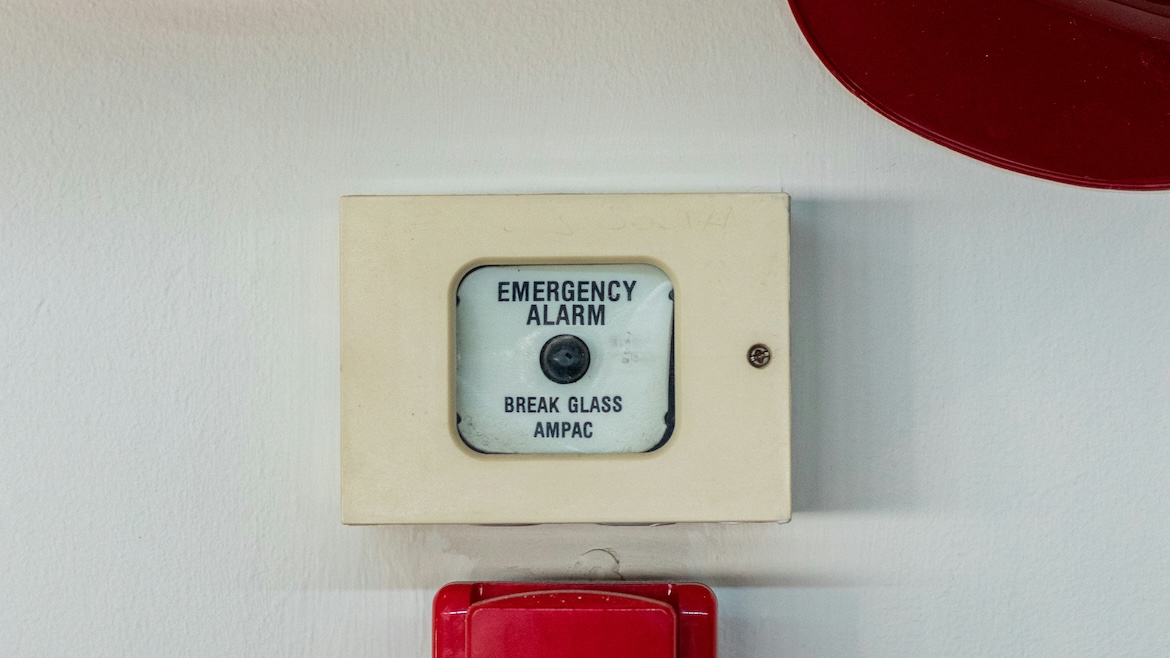 EMERGENCY
ALARM
BREAK GLASS
AMPAC